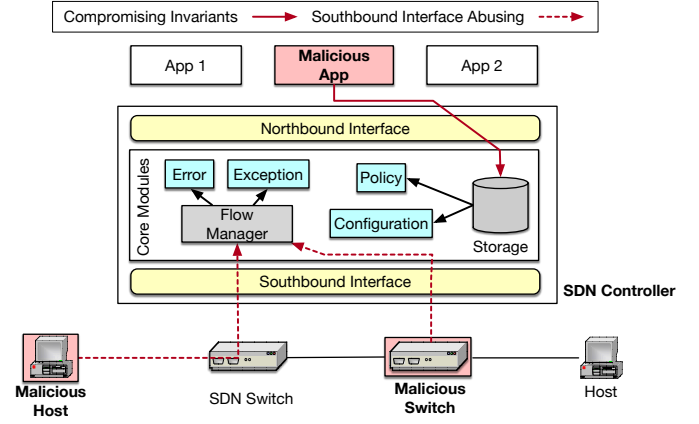 Compromising Invariants
Southbound Interface Abusing
App 1
Malicious
App
App 2
Northbound Interface
Core Modules
Error
Exception
Flow
Manager
Policy
Configuration
Storage
Southbound Interface
SDN Controller
Malicious
Host
SDN Switch
Malicious
Switch
Host